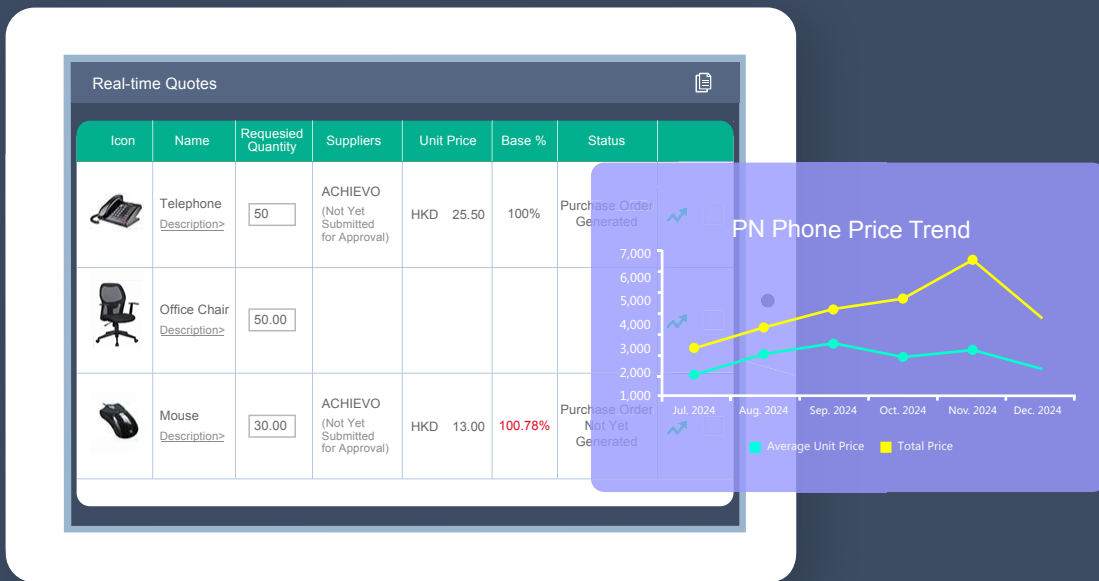 Real-time Quotes
Icon
Name
Requesied
Quantity
Suppliers
Unit Price
Base %
Status
Telephone
Description>
50
ACHIEVO
(Not Yet
Submitted
for Approval)
HKD 25.50
100%
Purchase Order
Generated
Office Chair
Description>
50.00
Mouse
Description>
30.00
ACHIEVO
(Not Yet
Submitted
for Approval)
HKD 13.00
100.78%
Purchase Order
Not Yet
Generated
PN Phone Price Trend
7,000
6,000
5,000
4,000
3,000
2,000
1,000
Jul. 2024 Aug. 2024 Sep. 2024 Oct. 2024 Nov. 2024 Dec. 2024
Average Unit Price Total Price